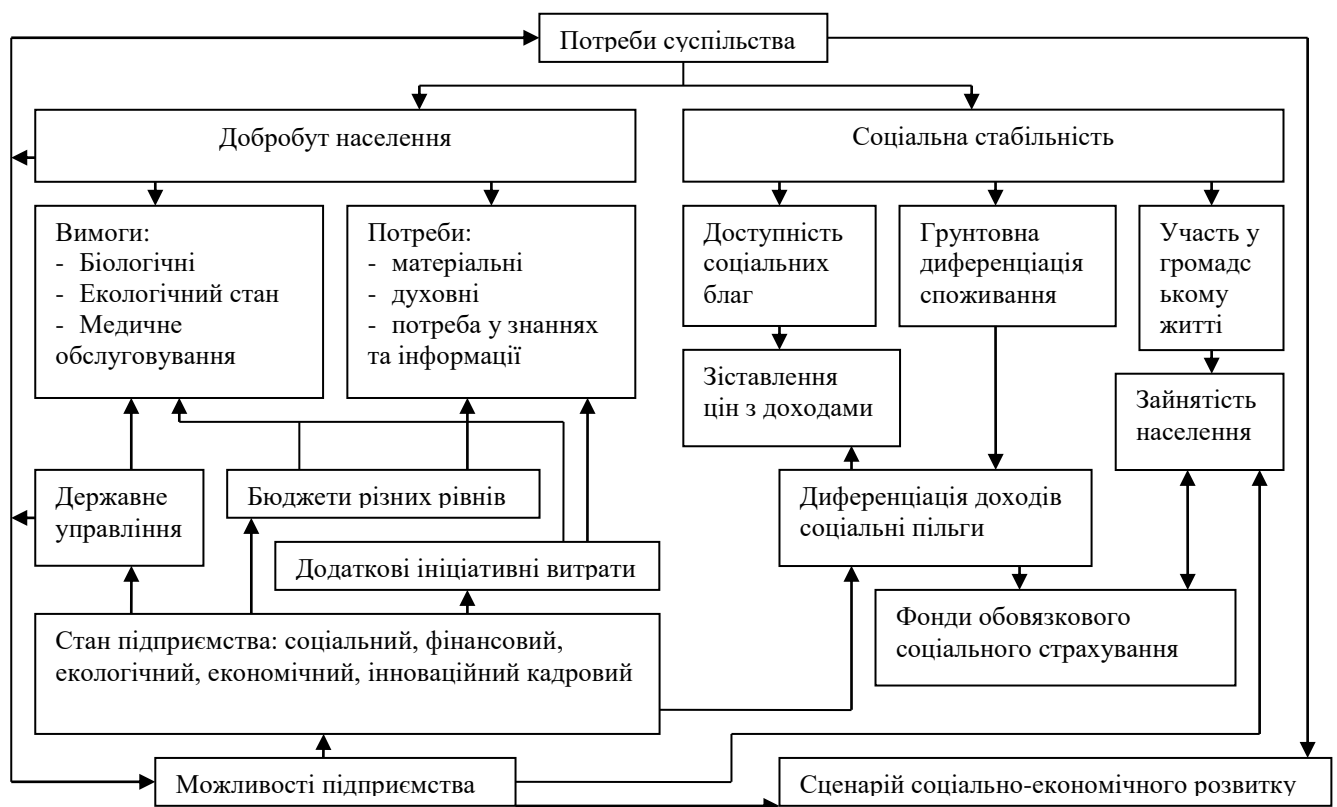 Потреби суспільства
Добробут населення
Соціальна стабільність
Вимоги:
- Біологічні
- Екологічний стан
- Медичне
обслуговування
Потреби:
- матеріальні
- духовні
- потреба у знаннях
та інформації
Доступність
соціальних
благ
Грунтовна
диференціація
споживання
Участь у
громадс
ькому
житті
Зіставлення
цін з доходами
Зайнятість
населення
Державне
управління
Бюджети різних рівнів
Диференціація доходів
соціальні пільги
Додаткові ініціативні витрати
Фонди обовязкового
соціального страхування
Стан підприємства: соціальний, фінансовий,
екологічний, економічний, інноваційний кадровий
Можливості підприємства
Сценарій соціально-економічного розвитку